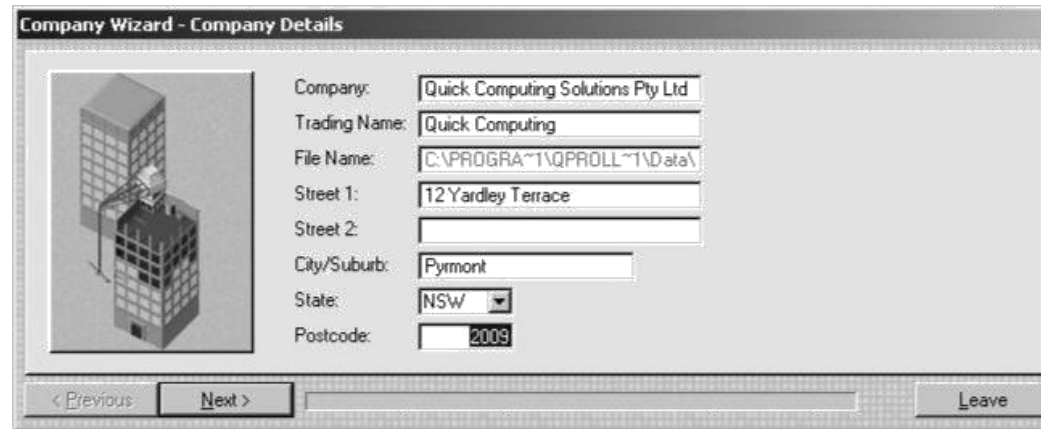 Company Wizard - Company Details
Company: Quick Computing Solutions Pty Ltd
Trading Name: Quick Computing
File Name: C:\PROGRA~1\QPROLL~1\Data\
Street 1: 12 Yardley Terrace
Street 2:
City/Suburb: Pyrmont
State: NSW
Postcode: 2009
< Previous Next > Leave